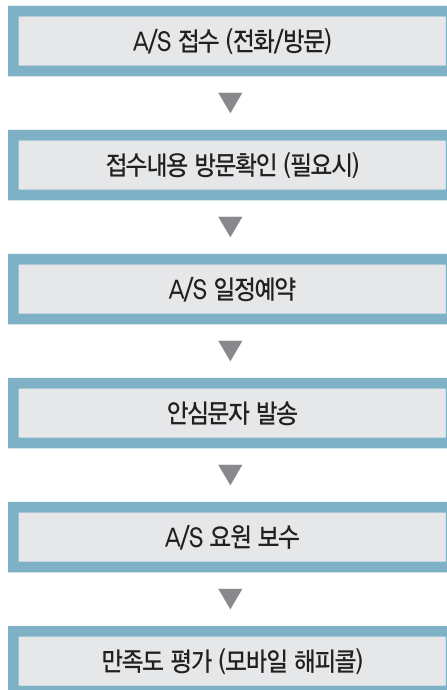 A/S 접수 (전화/방문)
접수내용 방문확인 (필요시)
A/S 일정예약
안심문자 발송
A/S 요원 보수
만족도 평가 (모바일 해피콜)